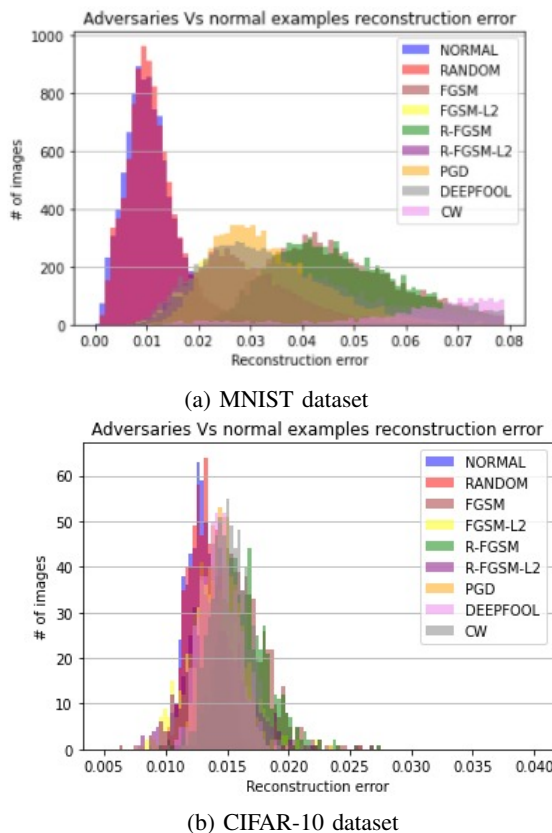 Adversaries Vs normal examples reconstruction error
1000
800
600
400
200
0
# of images
NORMAL
RANDOM
FGSM
FGSM-L2
R-FGSM
R-FGSM-L2
PGD
DEEPFOOL
CW
0.00 0.01 0.02 0.03 0.04 0.05 0.06 0.07 0.08
Reconstruction error
(a) MNIST dataset
Adversaries Vs normal examples reconstruction error
60
50
40
30
20
10
0
# of images
NORMAL
RANDOM
FGSM
FGSM-L2
R-FGSM
R-FGSM-L2
PGD
DEEPFOOL
CW
0.005 0.010 0.015 0.020 0.025 0.030 0.035 0.040
Reconstruction error
(b) CIFAR-10 dataset